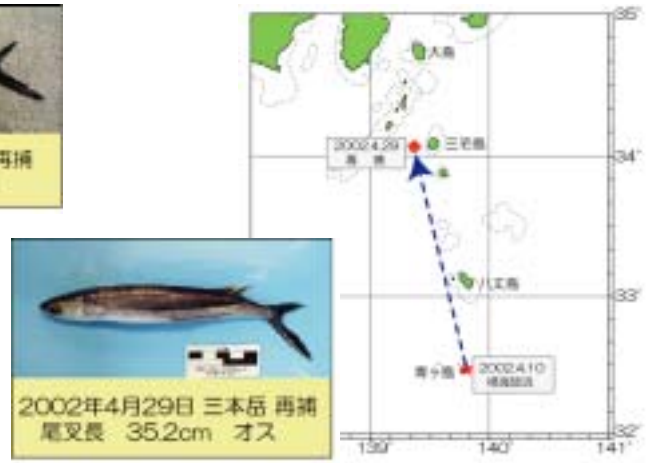 再捕
35°
大島
2002.4.29
再 捕
三宅島
34°
八丈島
33°
青ヶ島
2002.4.10
標識放流
2002年4月29日 三本岳 再捕
尾叉長 35.2cm オス
32°
139°
140°
141°